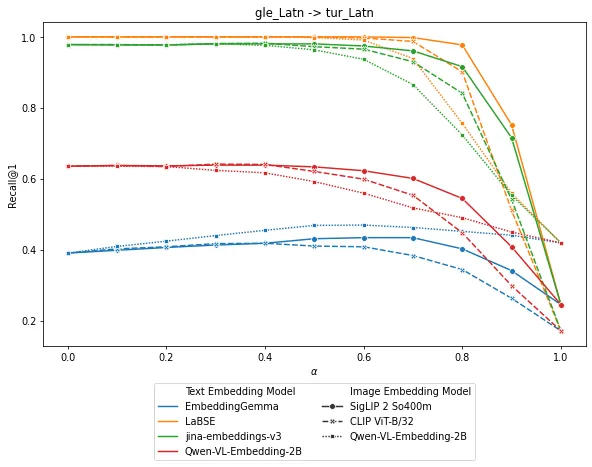 gle_Latn -> tur_Latn
Recall@1
1.0
0.8
0.6
0.4
0.2
0.0 0.2 0.4 0.6 0.8 1.0
α
Text Embedding Model
EmbeddingGemma
LaBSE
jina-embeddings-v3
Qwen-VL-Embedding-2B
Image Embedding Model
SigLIP 2 So400m
CLIP ViT-B/32
Qwen-VL-Embedding-2B